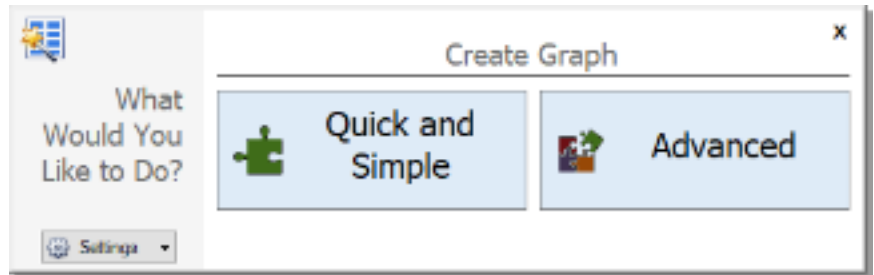 x
Create Graph
What
Would You
Like to Do?
Quick and
Simple
Advanced
Settings